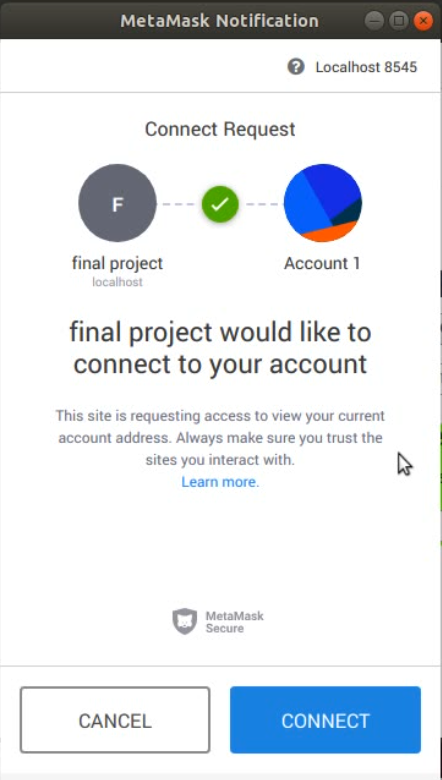 MetaMask Notification
Localhost 8545
Connect Request
F
final project
localhost
Account 1
final project would like to
connect to your account
This site is requesting access to view your current
account address. Always make sure you trust the
sites you interact with.
Learn more.
MetaMask
Secure
CANCEL
CONNECT